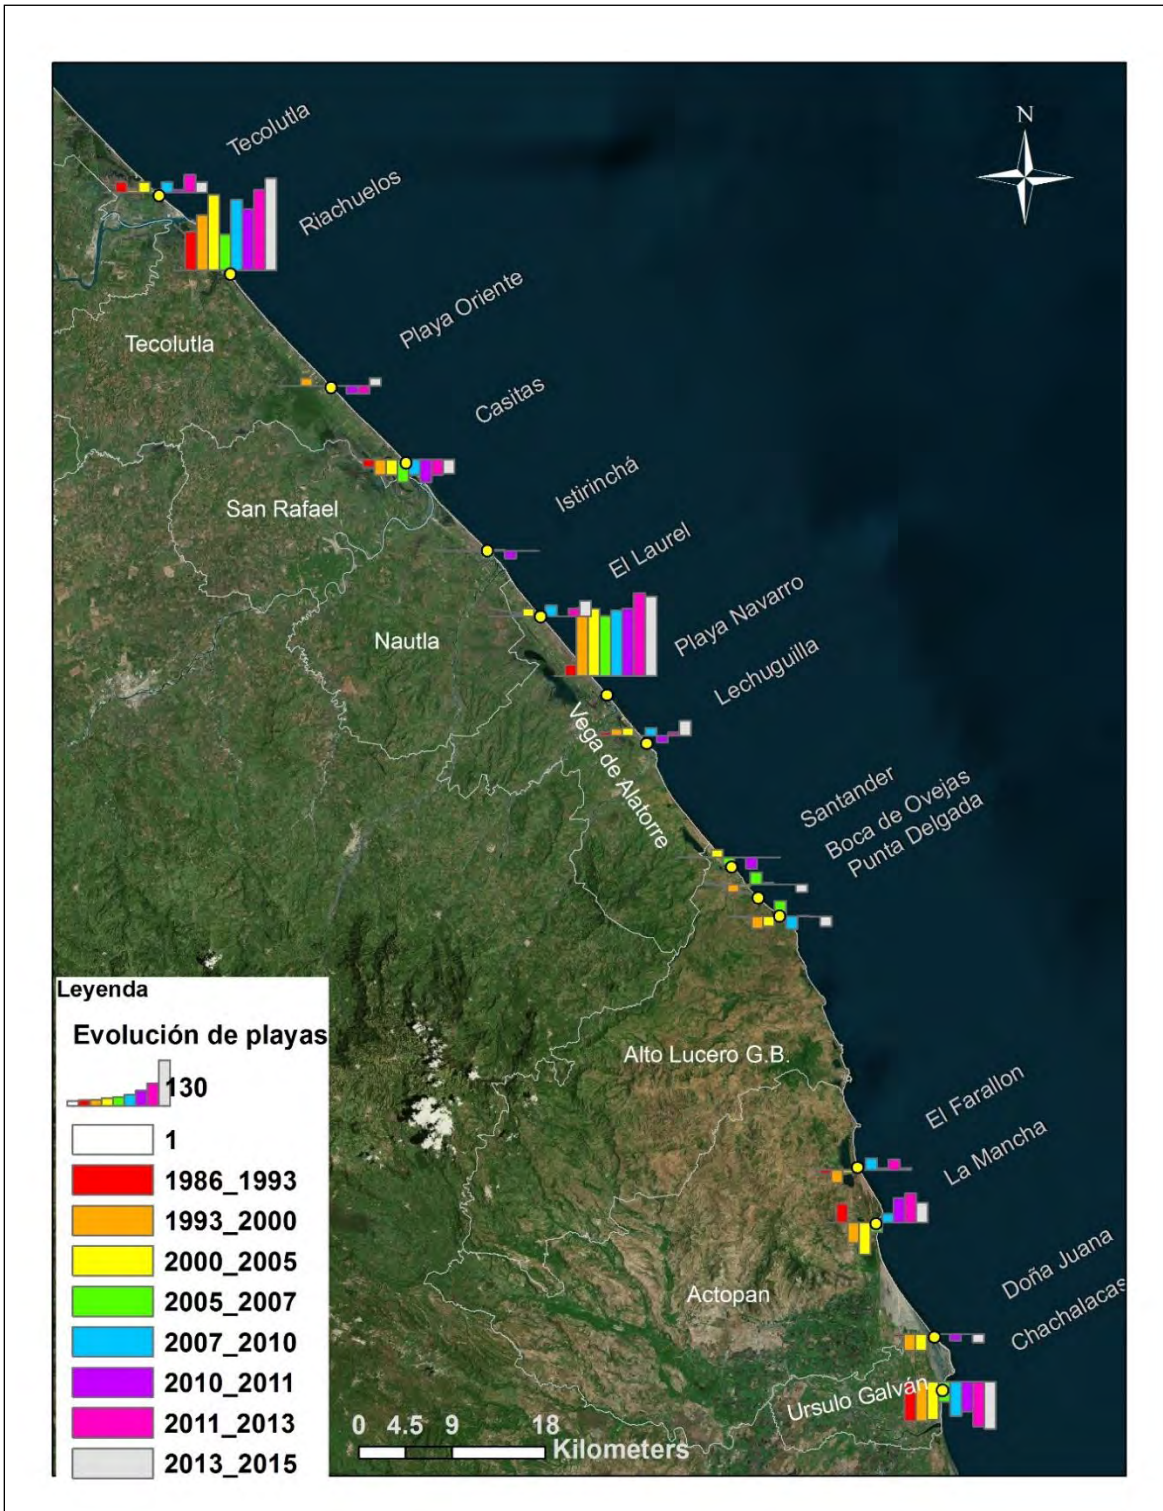 N
Tecolutla
Riachuelos
Playa Oriente
Tecolutla
Casitas
Istirinchá
San Rafael
El Laurel
Playa Navarro
Nautla
Lechuguilla
Vega de Alatorre
Santander
Boca de Ovejas
Punta Delgada
Alto Lucero G.B.
El Farallon
La Mancha
Actopan
Doña Juana
Chachalacas
Ursulo Galván
Leyenda
Evolución de playas
130
1
1986_1993
1993_2000
2000_2005
2005_2007
2007_2010
2010_2011
2011_2013
2013_2015
0 4.5 9 18
Kilometers